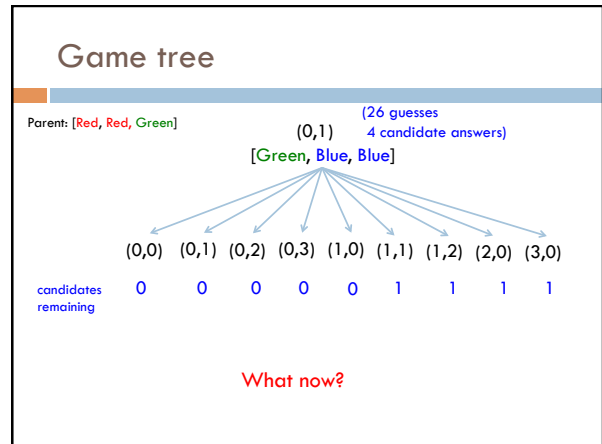 Game tree
Parent: [Red, Red, Green]
(26 guesses
(0,1) 4 candidate answers)
[Green, Blue, Blue]
(0,0) (0,1) (0,2) (0,3) (1,0) (1,1) (1,2) (2,0) (3,0)
candidates remaining 0 0 0 0 0 1 1 1 1
What now?